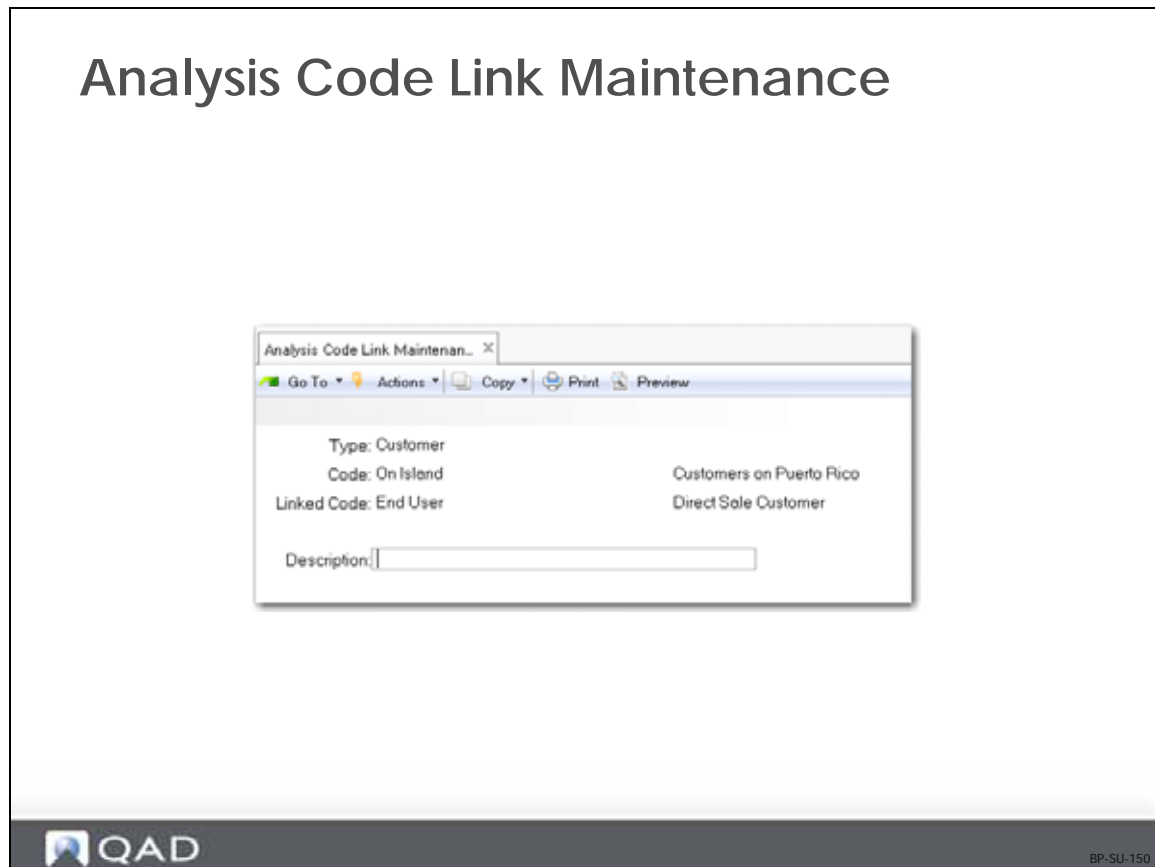 Analysis Code Link Maintenance
Analysis Code Link Maintenan...
Go To Actions Copy Print Preview
Type: Customer
Code: On Island Customers on Puerto Rico
Linked Code: End User Direct Sale Customer
Description:
QAD
BP-SU-150